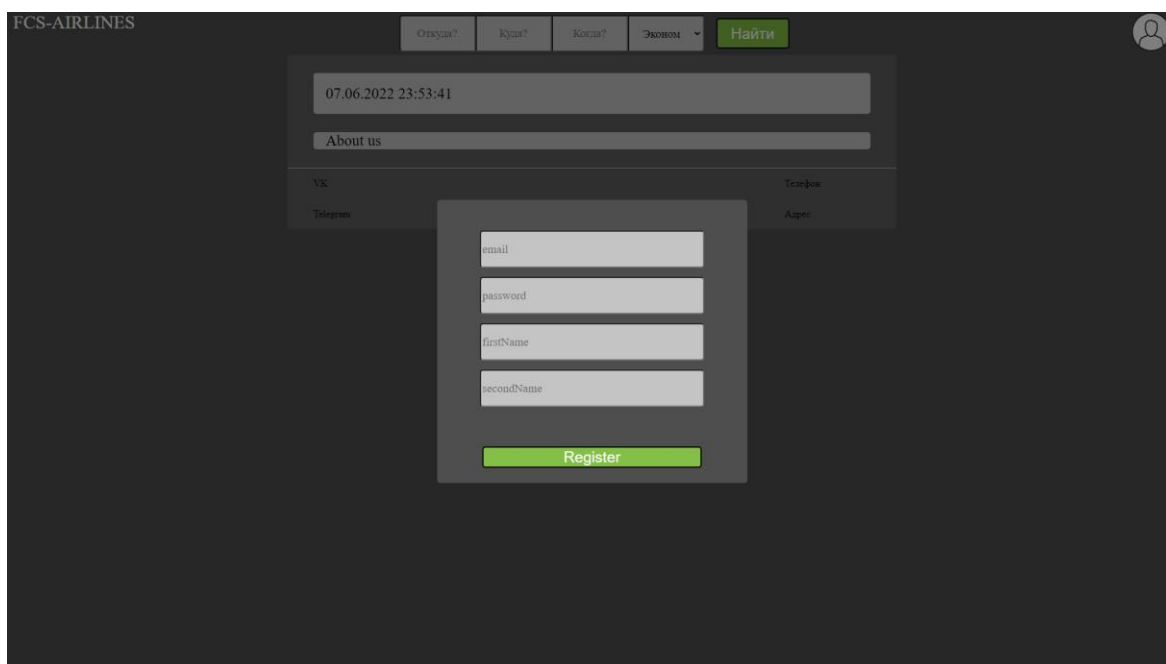 FCS-AIRLINES
Откуда? Куда? Когда? Эконом Найти
07.06.2022 23:53:41
About us
VK Телефон
Telegram Адрес
email
password
firstName
secondName
Register